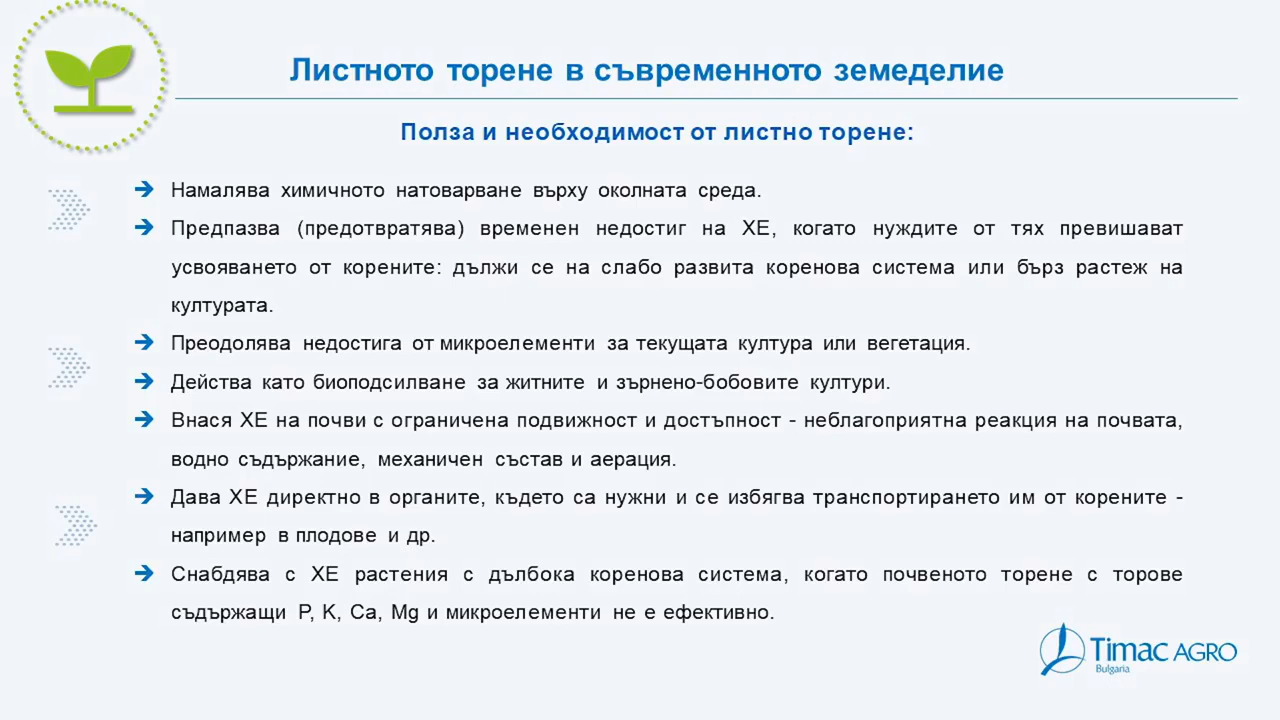 Листното торене в съвременното земеделие
Полза и необходимост от листно торене:
Намалява химичното натоварване върху околната среда.
Предпазва (предотвратява) временен недостиг на ХЕ, когато нуждите от тях превишават
усвояването от корените: дължи се на слабо развита коренова система или бърз растеж на
културата.
Преодолява недостига от микроелементи за текущата култура или вегетация.
Действа като биоподсилване за житните и зърнено-бобовите култури.
Внася ХЕ на почви с ограничена подвижност и достъпност - неблагоприятна реакция на почвата,
водно съдържание, механичен състав и аерация.
Дава ХЕ директно в органите, където са нужни и се избягва транспортирането им от корените -
например в плодове и др.
Снабдява с ХЕ растения с дълбока коренова система, когато почвеното торене с торове
съдържащи P, K, Ca, Mg и микроелементи не е ефективно.
Timac AGRO
Bulgaria